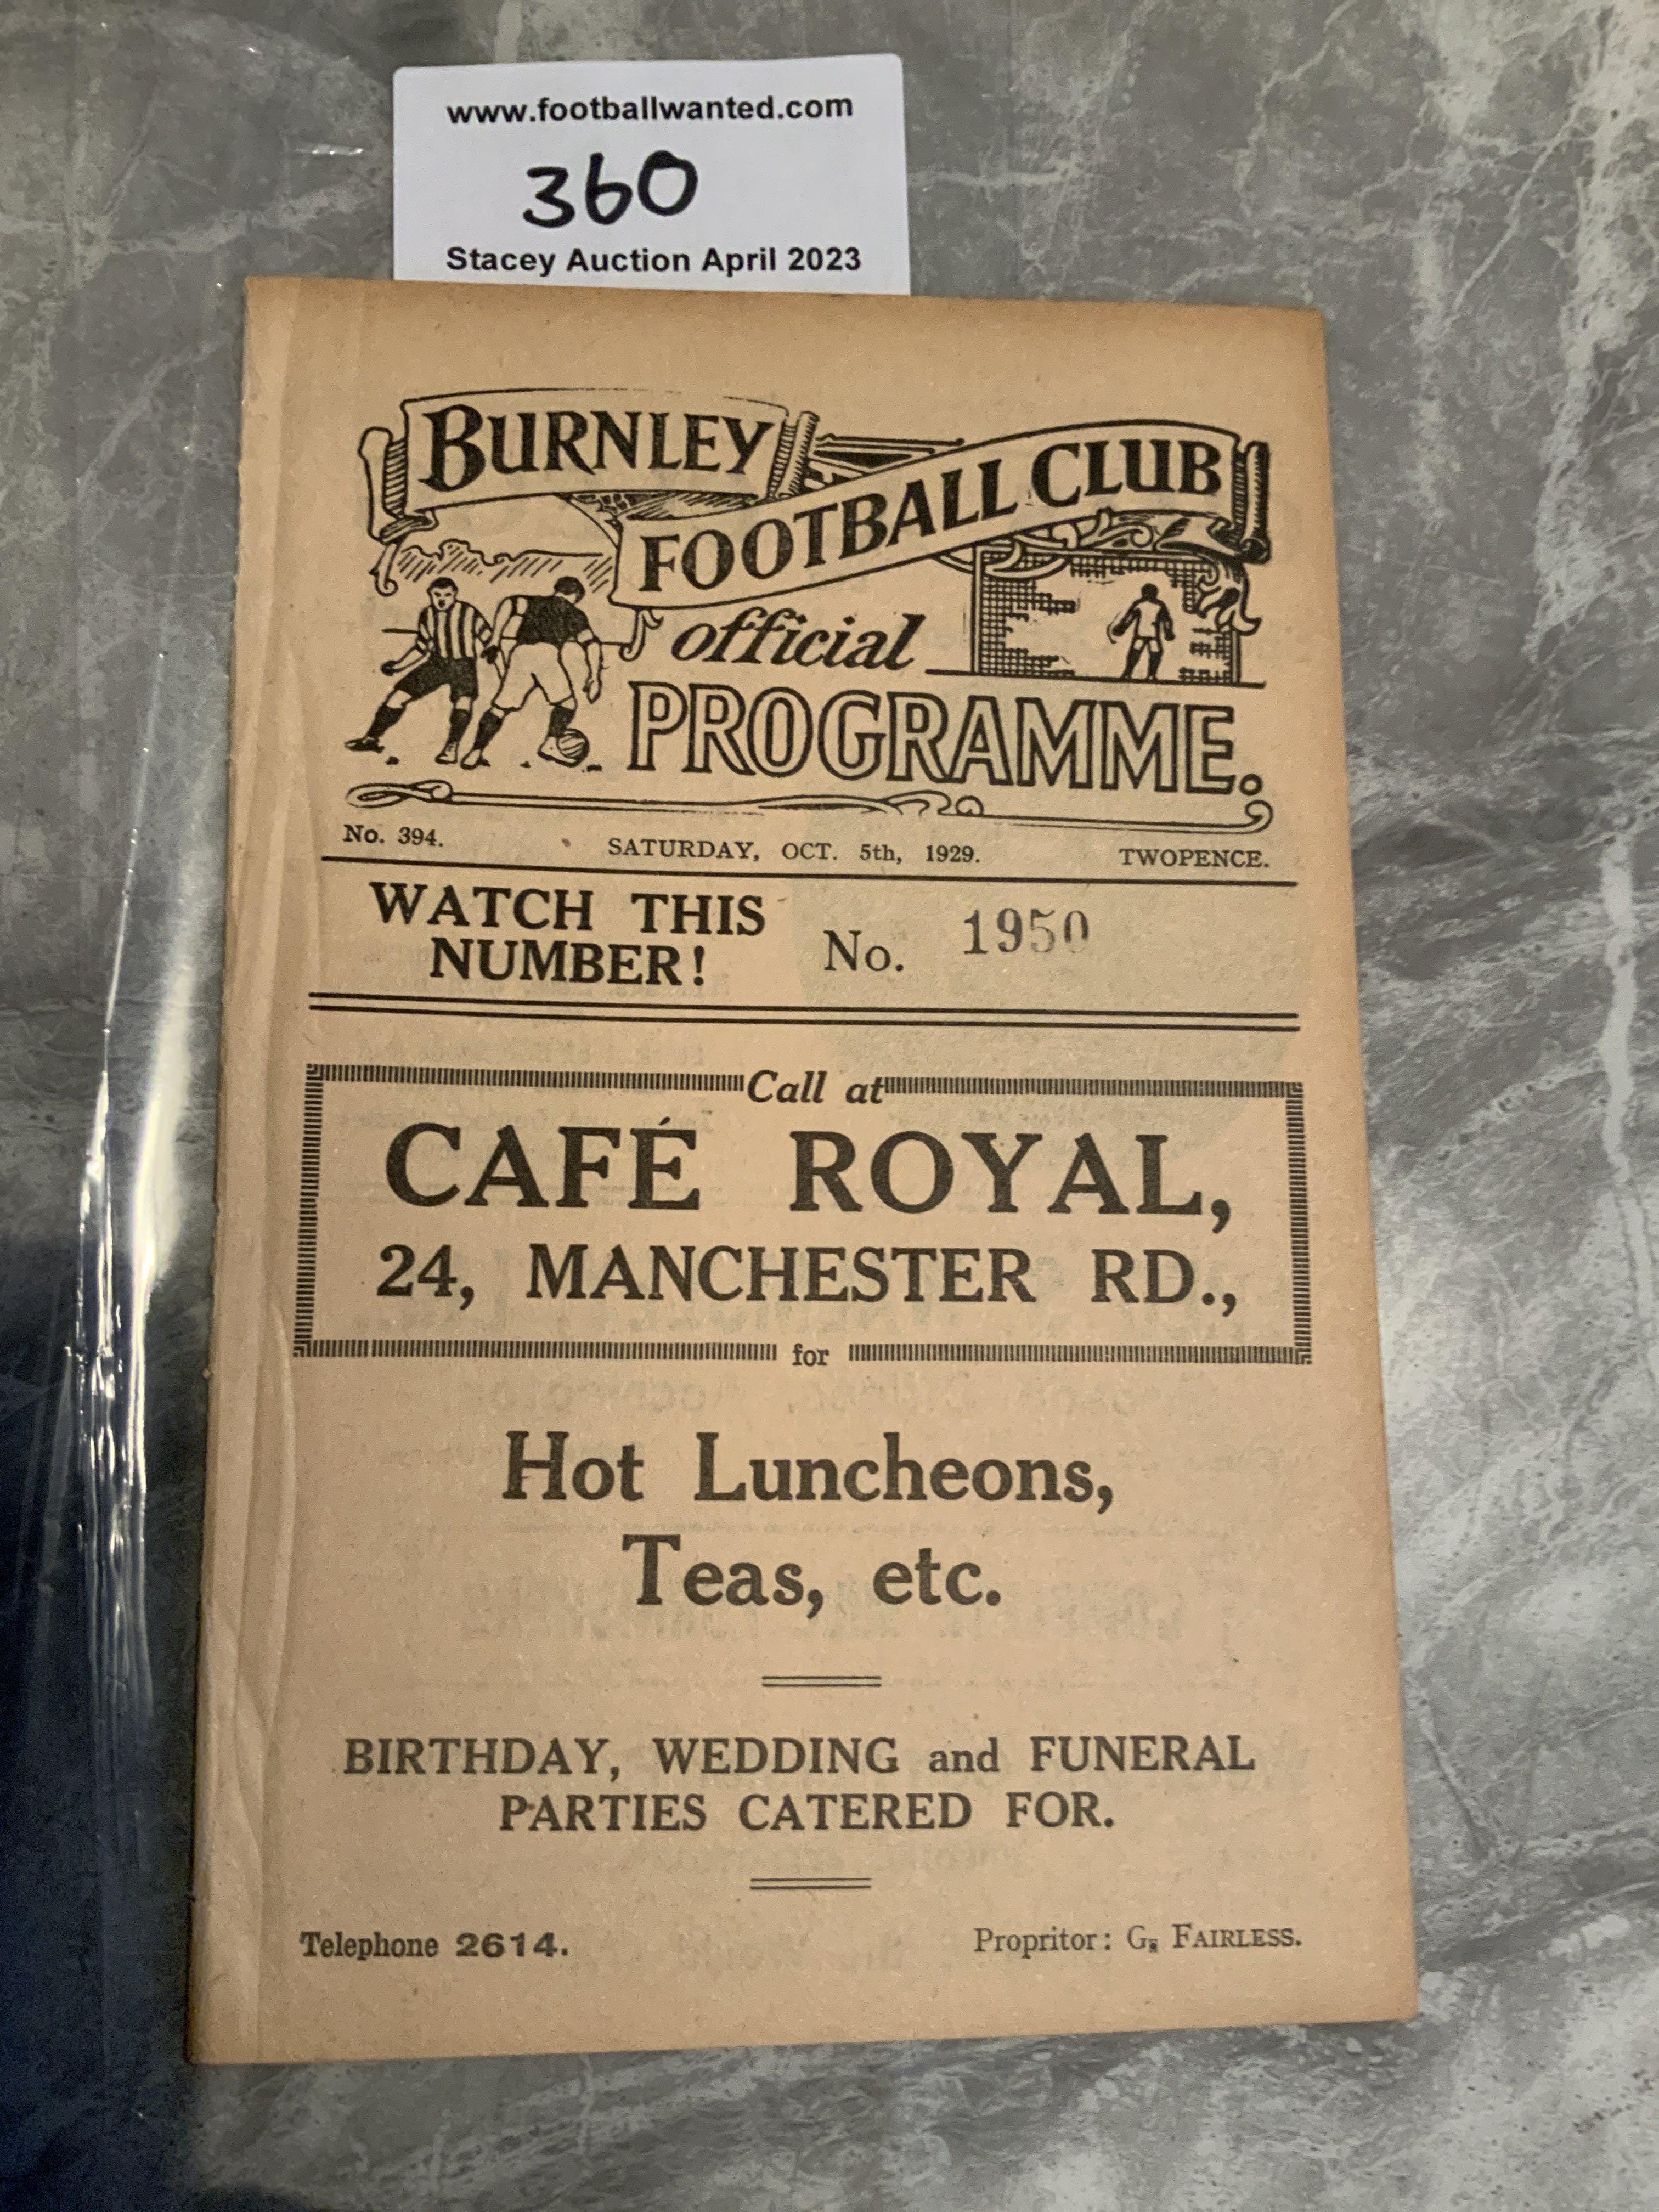 www.footballwanted.com
360
Stacey Auction April 2023
BURNLEY
FOOTBALL CLUB
official
PROGRAMME.
No. 394. SATURDAY, OCT. 5th, 1929. TWOPENCE.
WATCH THIS
NUMBER! No. 1950
Call at
CAFÉ ROYAL,
24, MANCHESTER RD.,
for
Hot Luncheons,
Teas, etc.
BIRTHDAY, WEDDING and FUNERAL
PARTIES CATERED FOR.
Telephone 2614. Propritor: G. FAIRLESS.